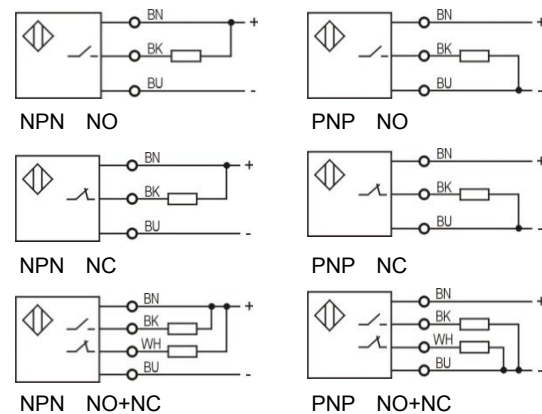 BN
+
BK
BU
-
NPN NO
BN
+
BK
BU
-
PNP NO
BN
+
BK
BU
-
NPN NC
BN
+
BK
BU
-
PNP NC
BN
+
BK
WH
BU
-
NPN NO+NC
BN
+
BK
WH
BU
-
PNP NO+NC